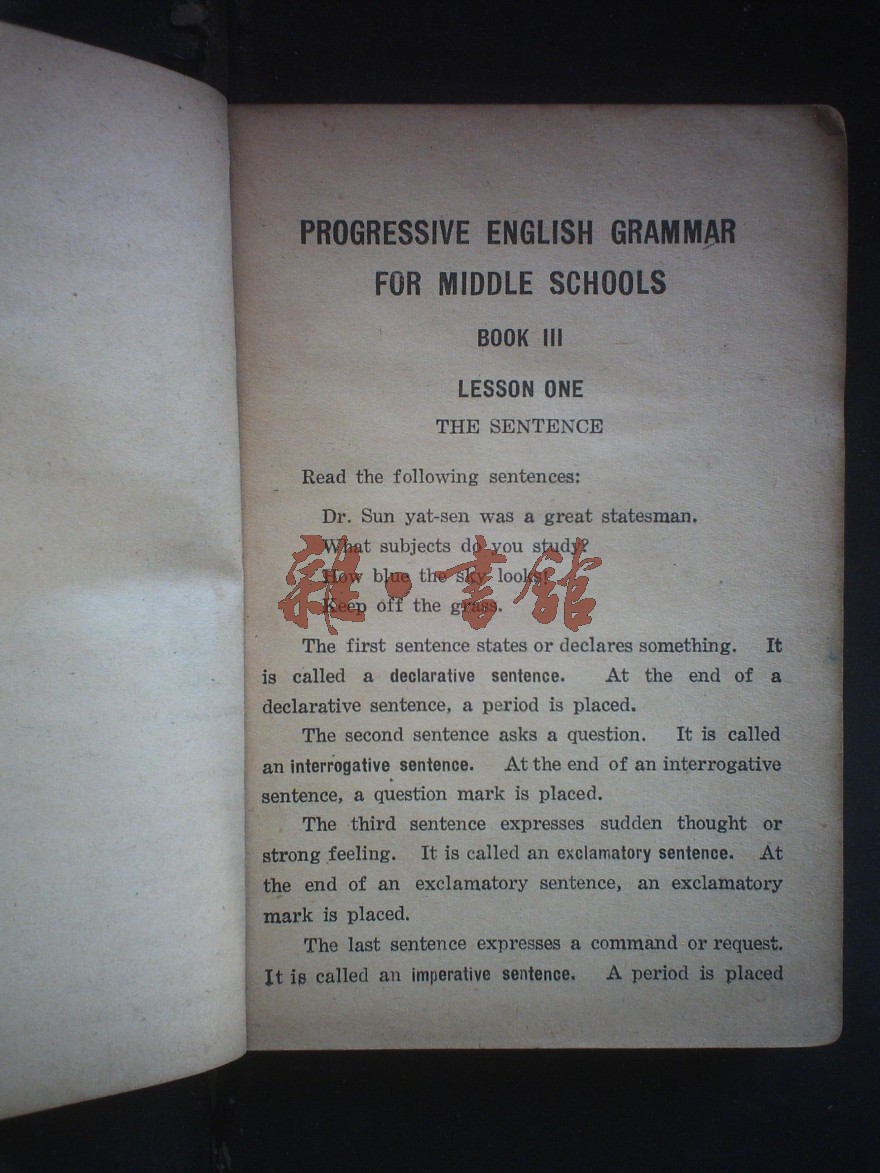 PROGRESSIVE ENGLISH GRAMMAR
FOR MIDDLE SCHOOLS
BOOK III
LESSON ONE
THE SENTENCE
Read the following sentences:
Dr. Sun yat-sen was a great statesman.
What subjects do you study?
How blue the sky looks!
Keep off the grass.
雜·書館
The first sentence states or declares something. It
is called a declarative sentence. At the end of a
declarative sentence, a period is placed.
The second sentence asks a question. It is called
an interrogative sentence. At the end of an interrogative
sentence, a question mark is placed.
The third sentence expresses sudden thought or
strong feeling. It is called an exclamatory sentence. At
the end of an exclamatory sentence, an exclamatory
mark is placed.
The last sentence expresses a command or request.
It is called an imperative sentence. A period is placed